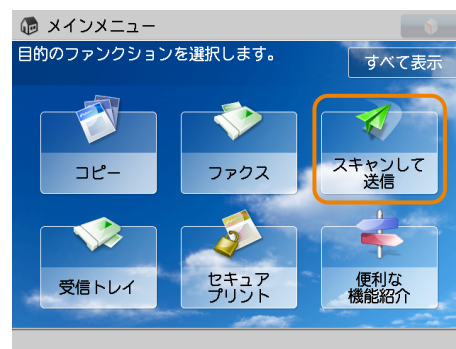 メインメニュー
目的のファンクションを選択します。
すべて表示
コピー
ファクス
スキャンして
送信
受信トレイ
セキュア
プリント
便利な
機能紹介